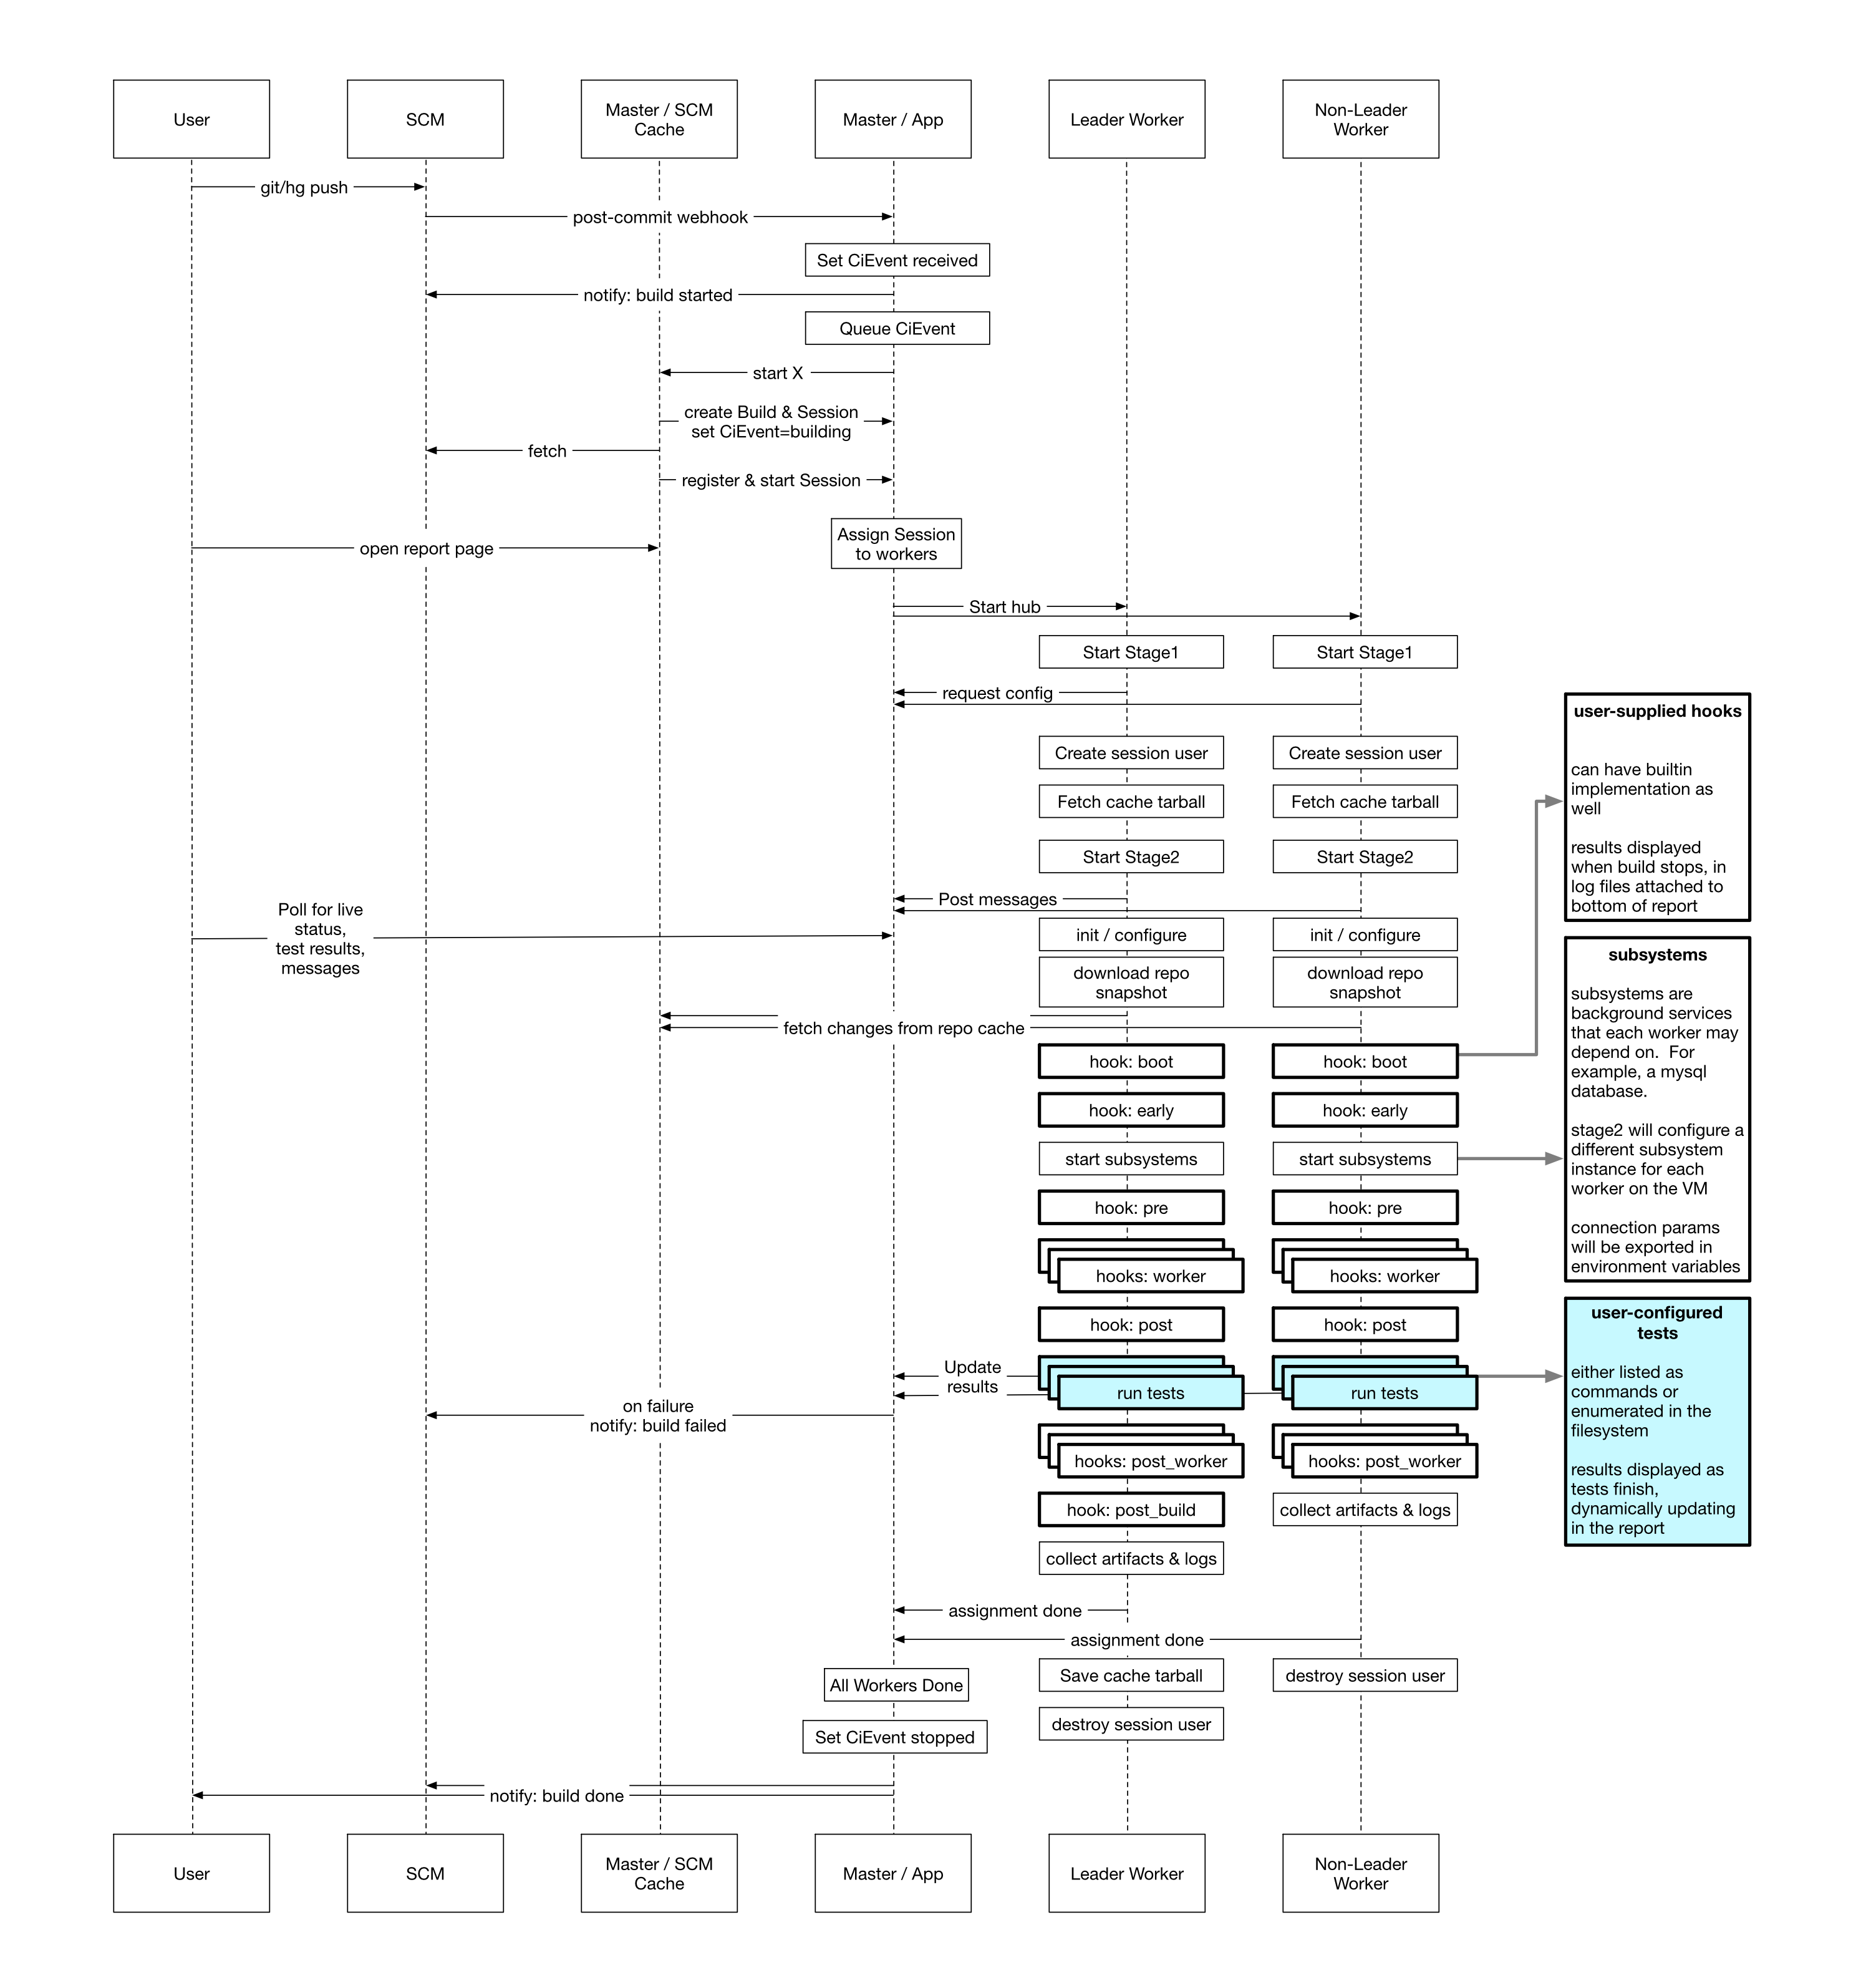 User
SCM
Master / SCM
Cache
Master / App
Leader Worker
Non-Leader
Worker
git/hg push
post-commit webhook
Set CiEvent received
notify: build started
Queue CiEvent
start X
create Build & Session
set CiEvent=building
fetch
register & start Session
Assign Session
to workers
open report page
Start hub
Start Stage1
Start Stage1
request config
Create session user
Create session user
Fetch cache tarball
Fetch cache tarball
Start Stage2
Start Stage2
Post messages
Poll for live
status,
test results,
messages
init / configure
init / configure
download repo
snapshot
download repo
snapshot
fetch changes from repo cache
hook: boot
hook: boot
hook: early
hook: early
start subsystems
start subsystems
hook: pre
hook: pre
hooks: worker
hooks: worker
hook: post
hook: post
Update
results
run tests
run tests
on failure
notify: build failed
hooks: post_worker
hooks: post_worker
hook: post_build
collect artifacts & logs
collect artifacts & logs
assignment done
assignment done
Save cache tarball
destroy session user
All Workers Done
destroy session user
Set CiEvent stopped
notify: build done
user-supplied hooks
can have builtin
implementation as
well
results displayed
when build stops, in
log files attached to
bottom of report
subsystems
subsystems are
background services
that each worker may
depend on.  For
example, a mysql
database.
stage2 will configure a
different subsystem
instance for each
worker on the VM
connection params
will be exported in
environment variables
user-configured
tests
either listed as
commands or
enumerated in the
filesystem
results displayed as
tests finish,
dynamically updating
in the report
User
SCM
Master / SCM
Cache
Master / App
Leader Worker
Non-Leader
Worker